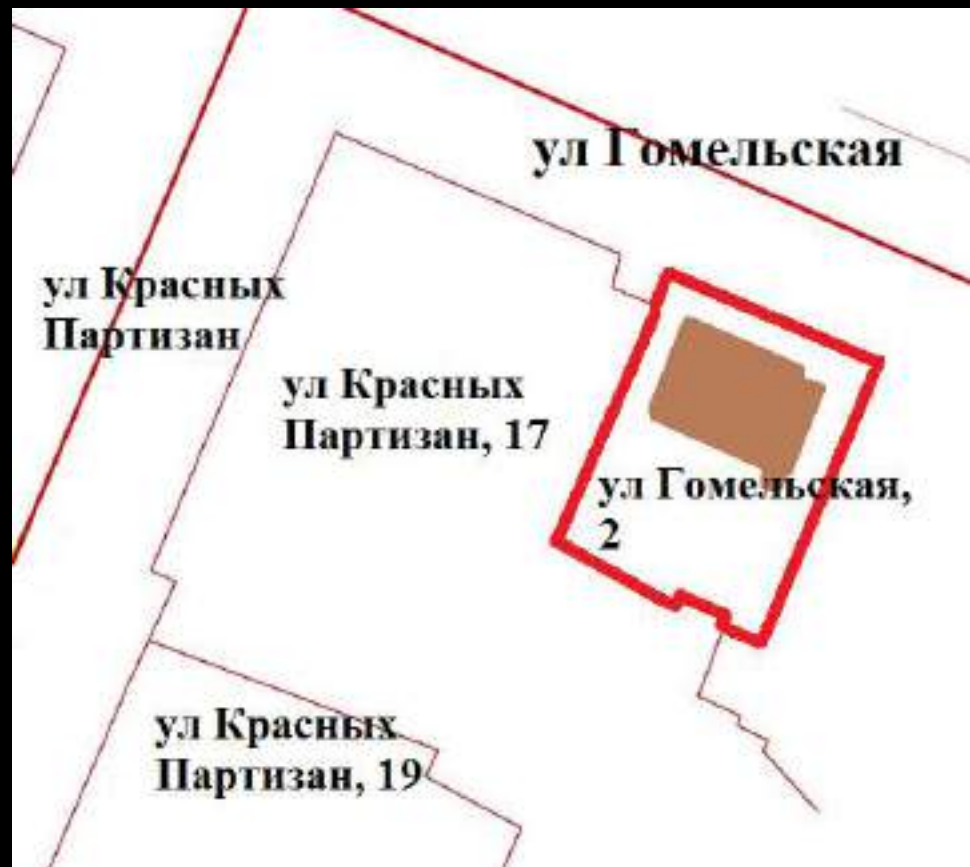 ул Гомельская
ул Красных
Партизан
ул Красных
Партизан, 17
ул Гомельская,
2
ул Красных
Партизан, 19